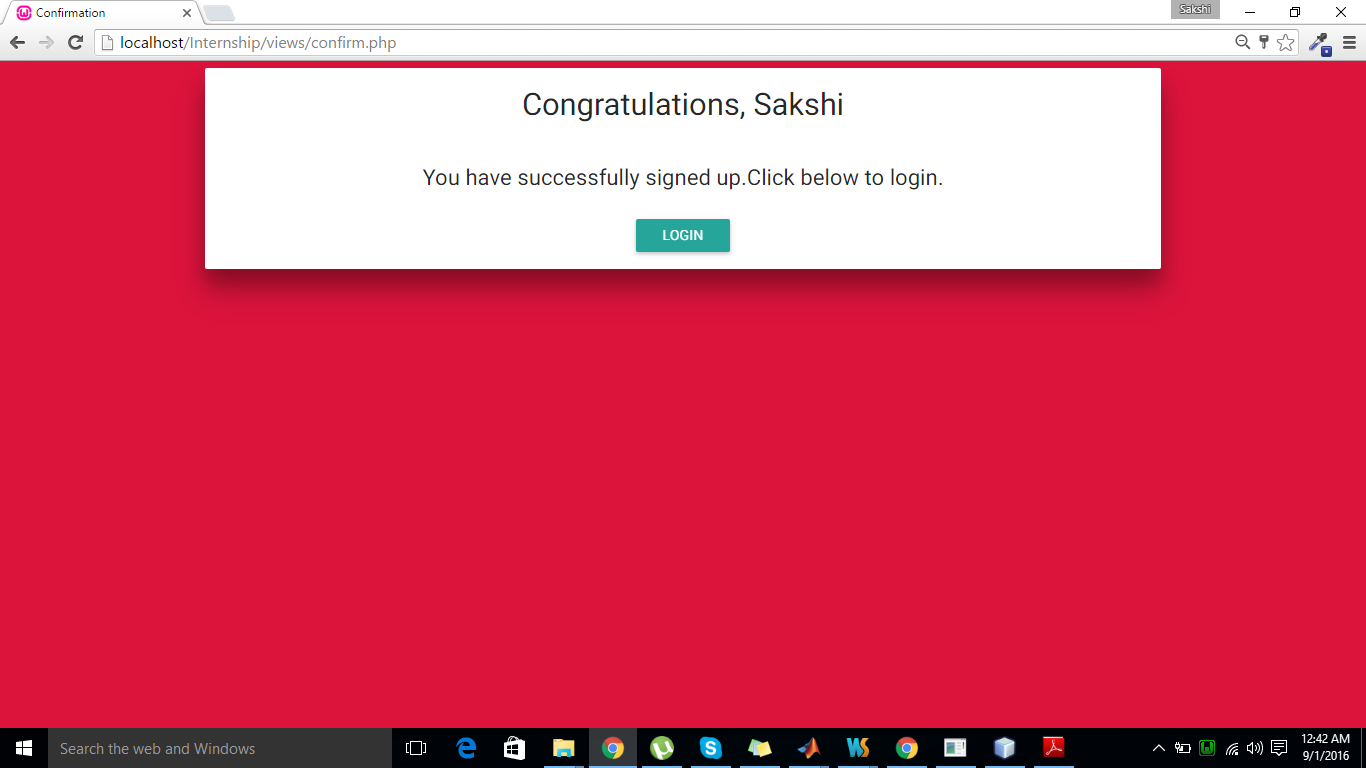 Confirmation
Sakshi
localhost/Internship/views/confirm.php
Congratulations, Sakshi
You have successfully signed up.Click below to login.
LOGIN
Search the web and Windows
12:42 AM
9/1/2016